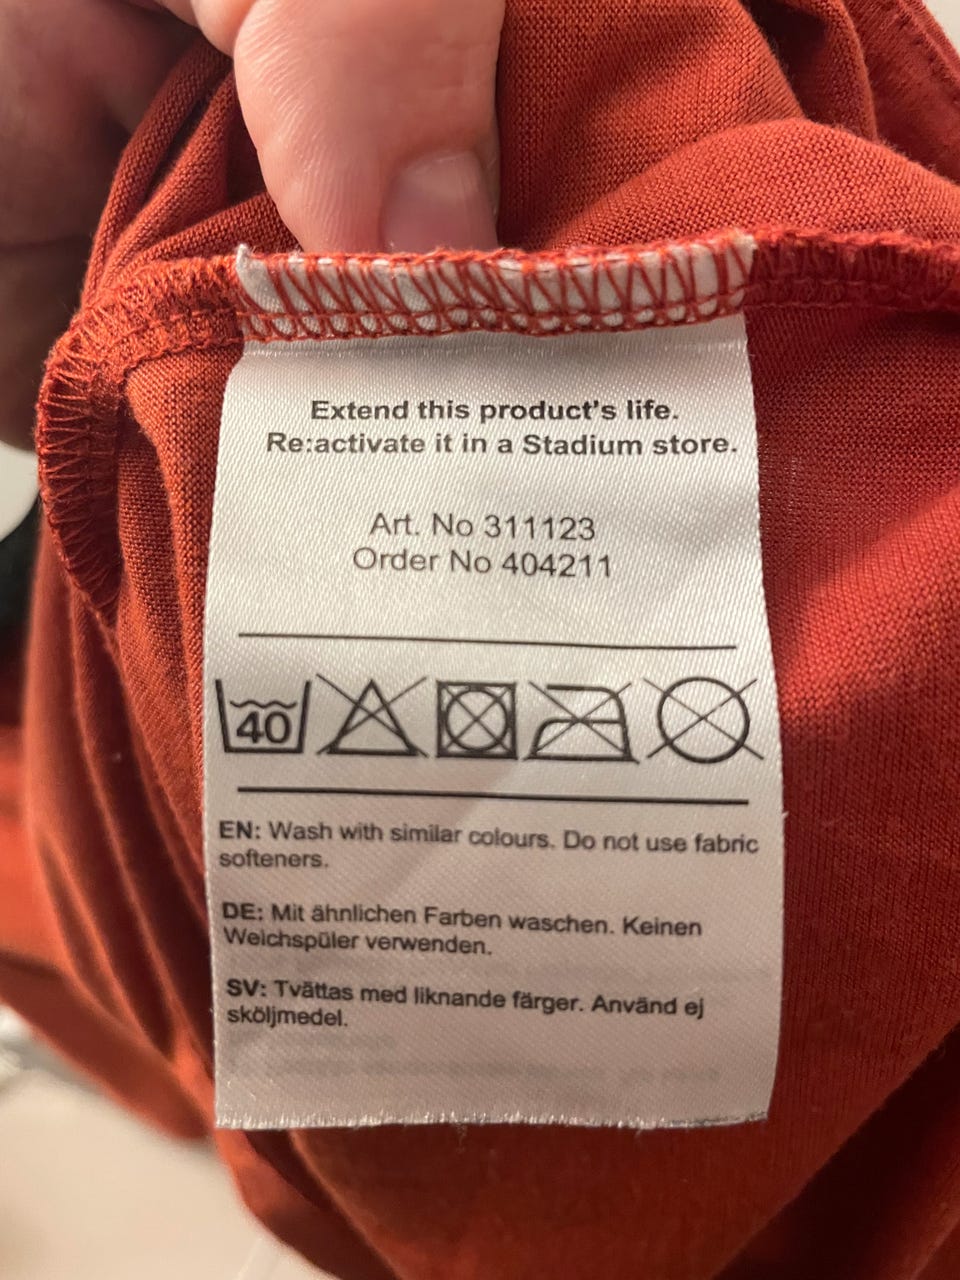 Extend this product's life.
Re:activate it in a Stadium store.
Art. No 311123
Order No 404211
40
EN: Wash with similar colours. Do not use fabric
softeners.
DE: Mit ähnlichen Farben waschen. Keinen
Weichspüler verwenden.
SV: Tvättas med liknande färger. Använd ej
sköljmedel.